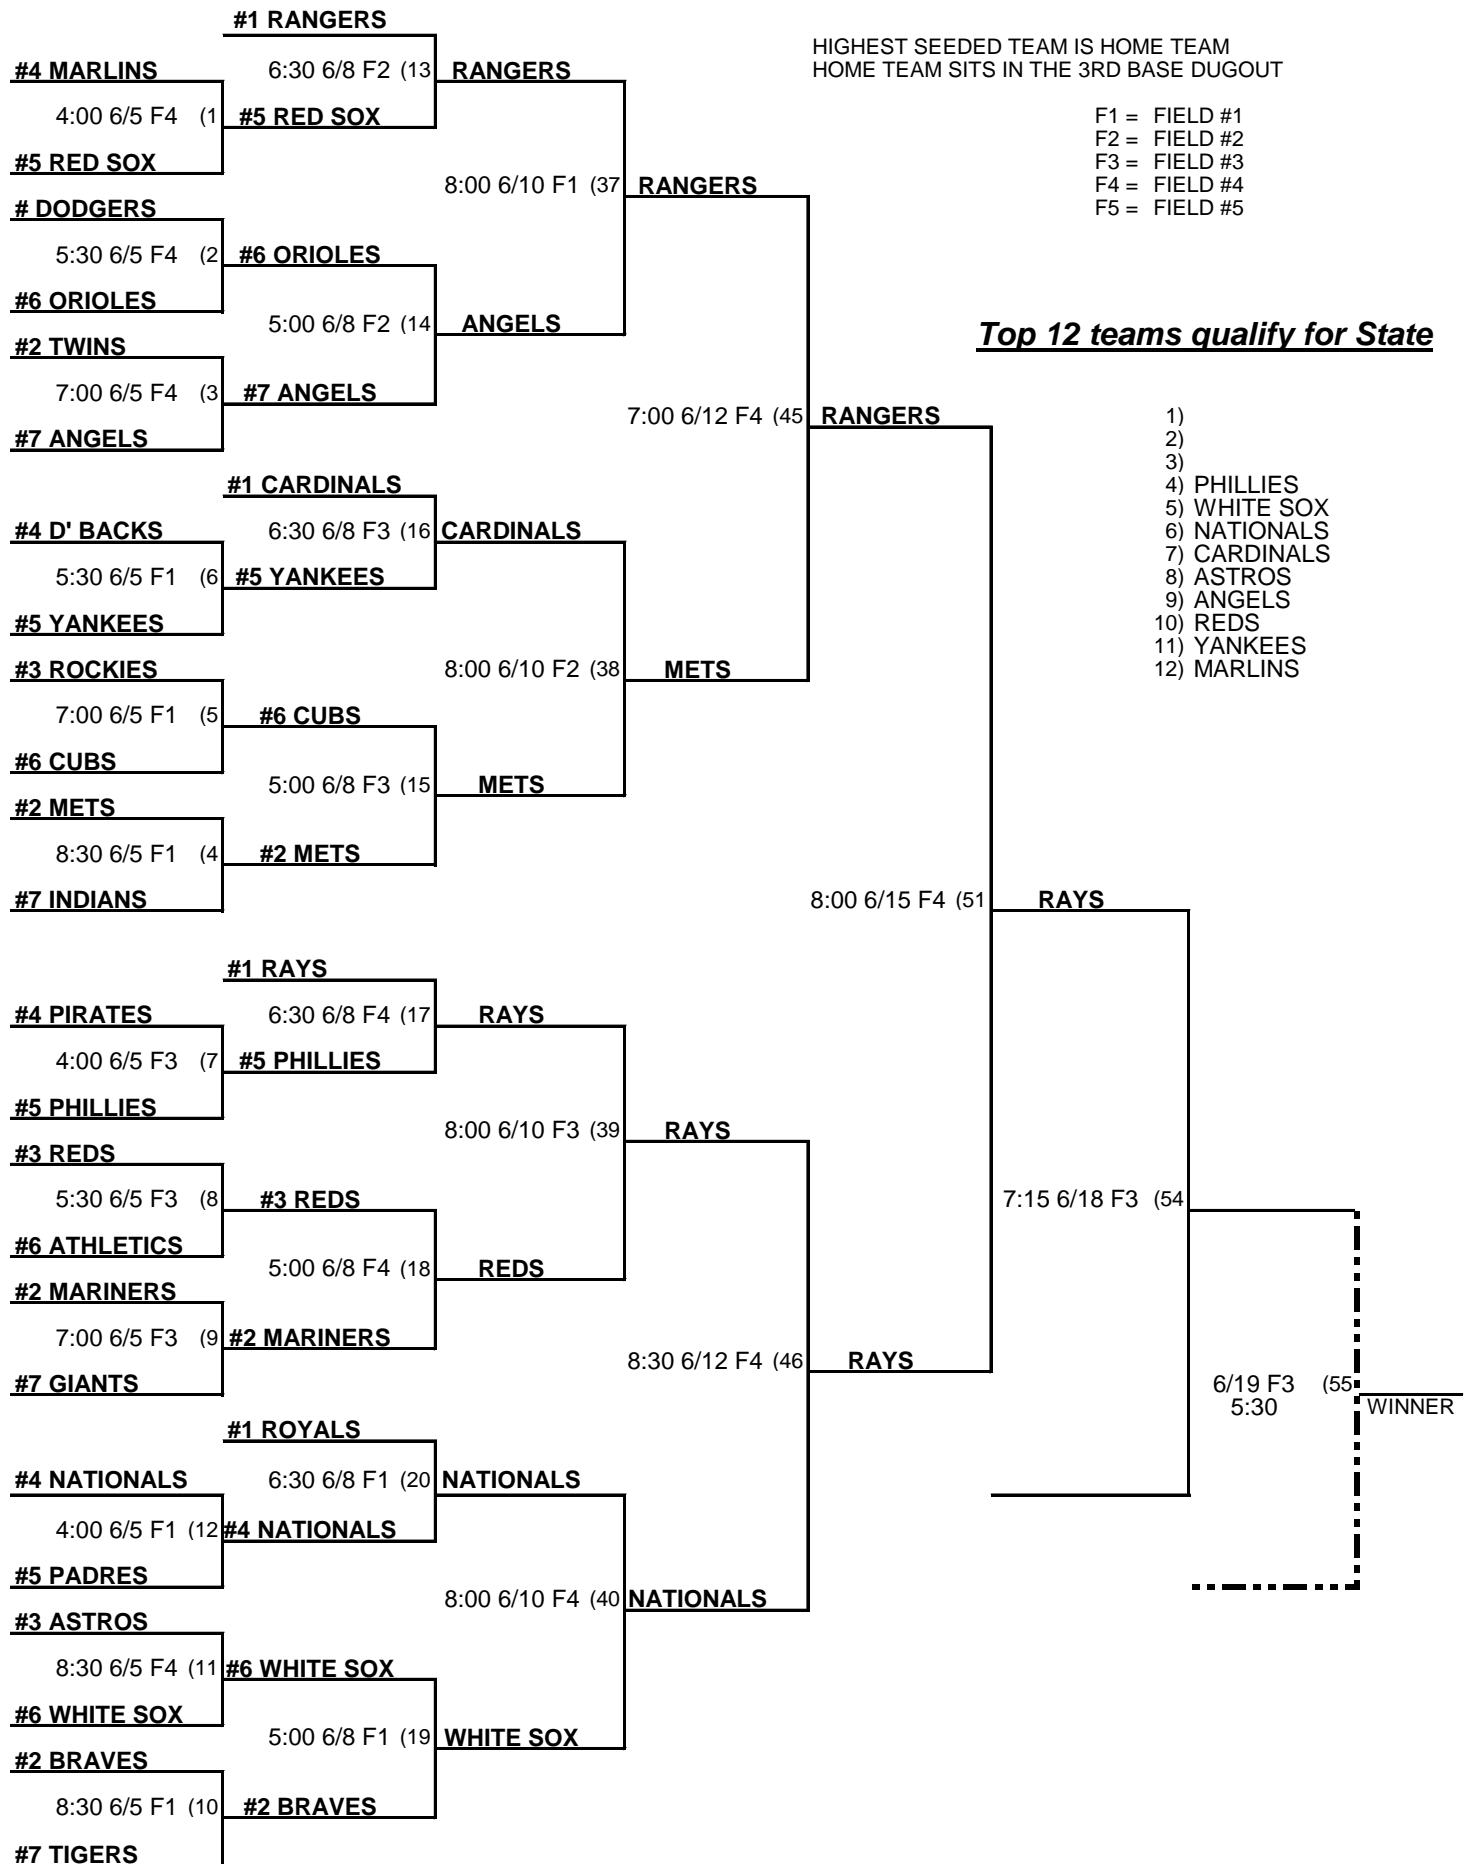 #1 RANGERS
HIGHEST SEEDED TEAM IS HOME TEAM
#4 MARLINS 6:30 6/8 F2 (13 RANGERS HOME TEAM SITS IN THE 3RD BASE DUGOUT
4:00 6/5 F4 (1 #5 RED SOX F1 = FIELD #1
F2 = FIELD #2
#5 RED SOX F3 = FIELD #3
8:00 6/10 F1 (37 RANGERS F4 = FIELD #4
# DODGERS F5 = FIELD #5
5:30 6/5 F4 (2 #6 ORIOLES
#6 ORIOLES
5:00 6/8 F2 (14 ANGELS Top 12 teams qualify for State
#2 TWINS
7:00 6/5 F4 (3 #7 ANGELS
7:00 6/12 F4 (45 RANGERS 1)
#7 ANGELS 2)
3)
#1 CARDINALS 4) PHILLIES
5) WHITE SOX
#4 D' BACKS 6:30 6/8 F3 (16 CARDINALS 6) NATIONALS
7) CARDINALS
5:30 6/5 F1 (6 #5 YANKEES 8) ASTROS
9) ANGELS
#5 YANKEES 10) REDS
11) YANKEES
#3 ROCKIES 8:00 6/10 F2 (38 METS 12) MARLINS
7:00 6/5 F1 (5 #6 CUBS
#6 CUBS
5:00 6/8 F3 (15 METS
#2 METS
8:30 6/5 F1 (4 #2 METS
#7 INDIANS 8:00 6/15 F4 (51 RAYS
#1 RAYS
#4 PIRATES 6:30 6/8 F4 (17 RAYS
4:00 6/5 F3 (7 #5 PHILLIES
#5 PHILLIES
8:00 6/10 F3 (39 RAYS
#3 REDS
5:30 6/5 F3 (8 #3 REDS 7:15 6/18 F3 (54
#6 ATHLETICS
5:00 6/8 F4 (18 REDS
#2 MARINERS
7:00 6/5 F3 (9 #2 MARINERS
8:30 6/12 F4 (46 RAYS
#7 GIANTS 6/19 F3 (55
5:30 WINNER
#1 ROYALS
#4 NATIONALS 6:30 6/8 F1 (20 NATIONALS
4:00 6/5 F1 (12 #4 NATIONALS
#5 PADRES
8:00 6/10 F4 (40 NATIONALS
#3 ASTROS
8:30 6/5 F4 (11 #6 WHITE SOX
#6 WHITE SOX
5:00 6/8 F1 (19 WHITE SOX
#2 BRAVES
8:30 6/5 F1 (10 #2 BRAVES
#7 TIGERS